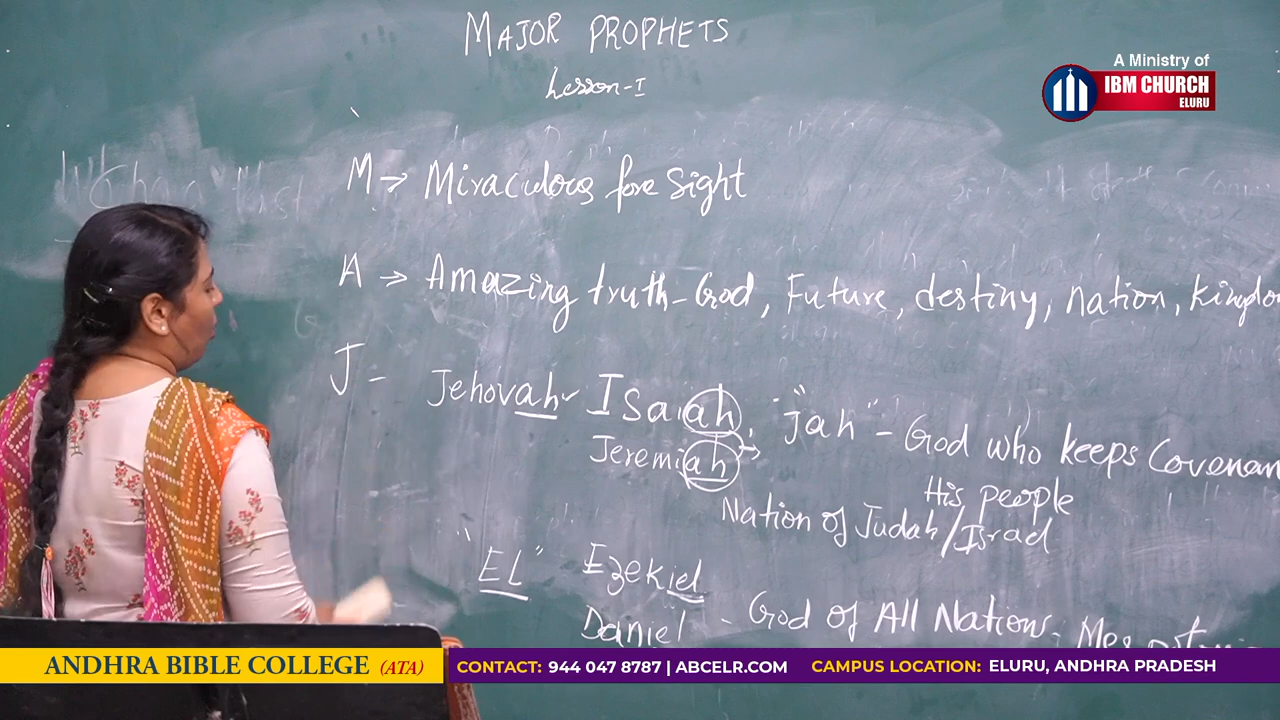 MAJOR PROPHETS
Lesson-I
A Ministry of
IBM CHURCH
ELURU
M → Miraculous fore sight
A → Amazing truth - God, Future, destiny, nation, kingdo
J - Jehovah - Isaiah, "Jah" - God who keeps Covenan
Jeremiah →
His people
Nation of Judah/Israel
"EL" Ezekiel
Daniel - God of All Nations.
ANDHRA BIBLE COLLEGE (ATA)
CONTACT: 944 047 8787 | ABCELR.COM CAMPUS LOCATION: ELURU, ANDHRA PRADESH